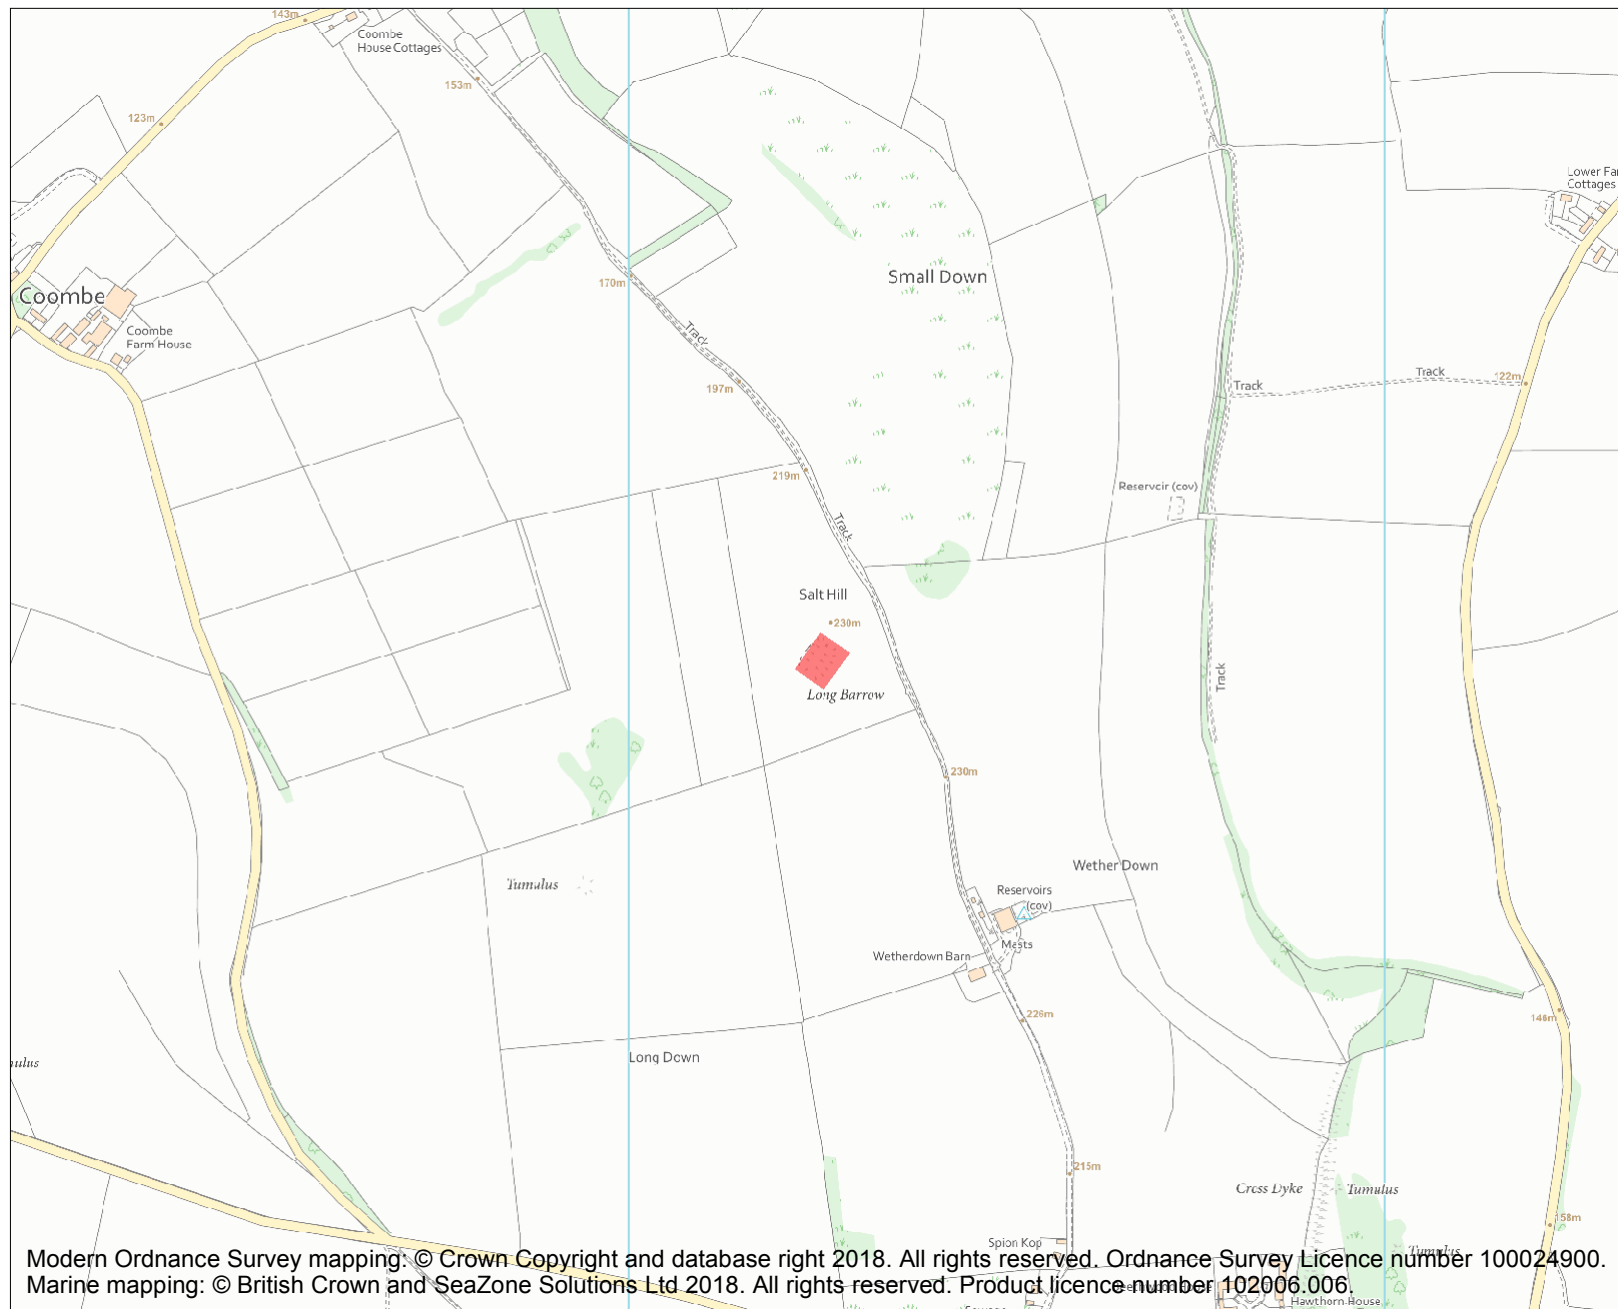 143m
Coombe
House Cottages
153m
123m
Lower Far
Cottages
Small Down
170m
Coombe
Coombe
Farm House
Track
197m
Track
Track
122m
219m
Reservoir (cov)
Track
Salt Hill
230m
Track
Long Barrow
230m
Wether Down
Tumulus
Reservoirs
(cov)
Masts
Wetherdown Barn
226m
148m
Long Down
mulus
215m
Cross Dyke
Tumulus
158m
Spion Kop
Tumulus
Modern Ordnance Survey mapping: © Crown Copyright and database right 2018. All rights reserved. Ordnance Survey Licence number 100024900.
Marine mapping: © British Crown and SeaZone Solutions Ltd 2018. All rights reserved. Product licence number 102006.006.
Hawthorn House